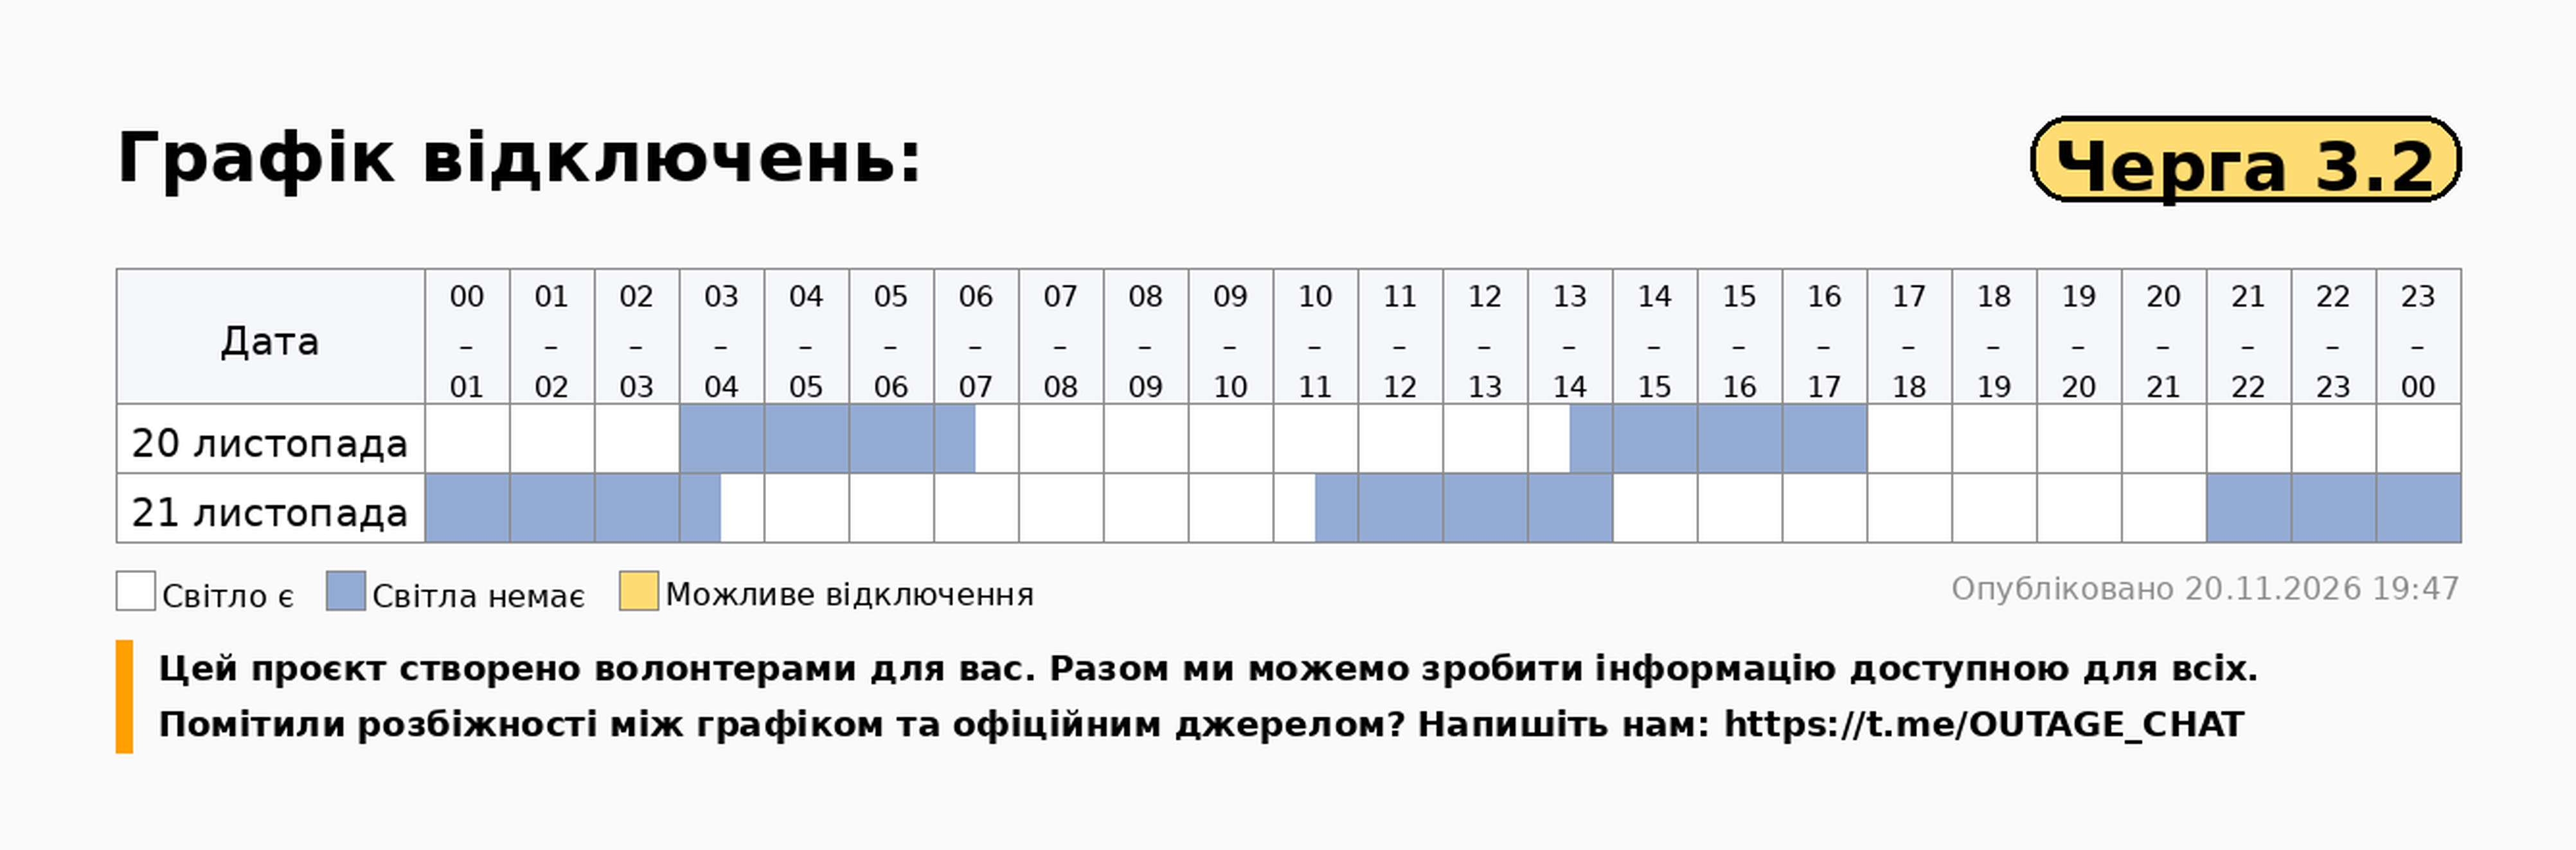 Графік відключень:
Черга 3.2
Дата 00 – 01 01 – 02 02 – 03 03 – 04 04 – 05 05 – 06 06 – 07 07 – 08 08 – 09 09 – 10 10 – 11 11 – 12 12 – 13 13 – 14 14 – 15 15 – 16 16 – 17 17 – 18 18 – 19 19 – 20 20 – 21 21 – 22 22 – 23 23 – 00
20 листопада
21 листопада
Світло є Світла немає Можливе відключення
Опубліковано 20.11.2026 19:47
Цей проєкт створено волонтерами для вас. Разом ми можемо зробити інформацію доступною для всіх.
Помітили розбіжності між графіком та офіційним джерелом? Напишіть нам: https://t.me/OUTAGE_CHAT